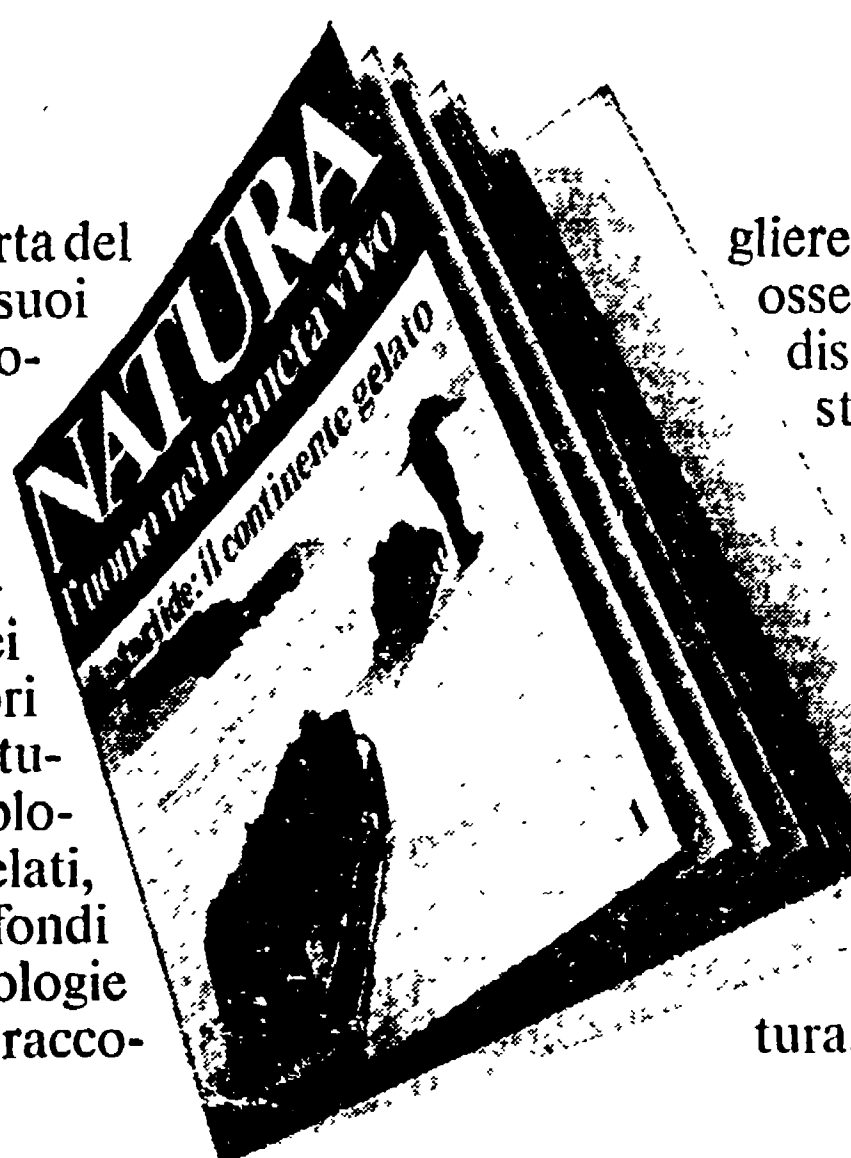 rta del
suoi
o-
ei
ori
tu-
olo-
elati,
fondi
ologie
racco-
NATURA
l'uomo nel pianeta vivo
Antartide: il continente gelato
1
gliere
osse
dis
st
tura.